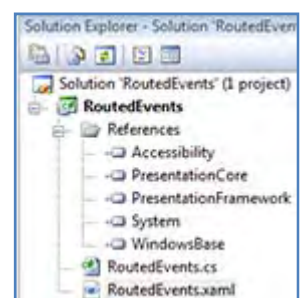 Solution Explorer - Solution 'RoutedEven
Solution 'RoutedEvents' (1 project)
RoutedEvents
References
Accessibility
PresentationCore
PresentationFramework
System
WindowsBase
RoutedEvents.cs
RoutedEvents.xaml